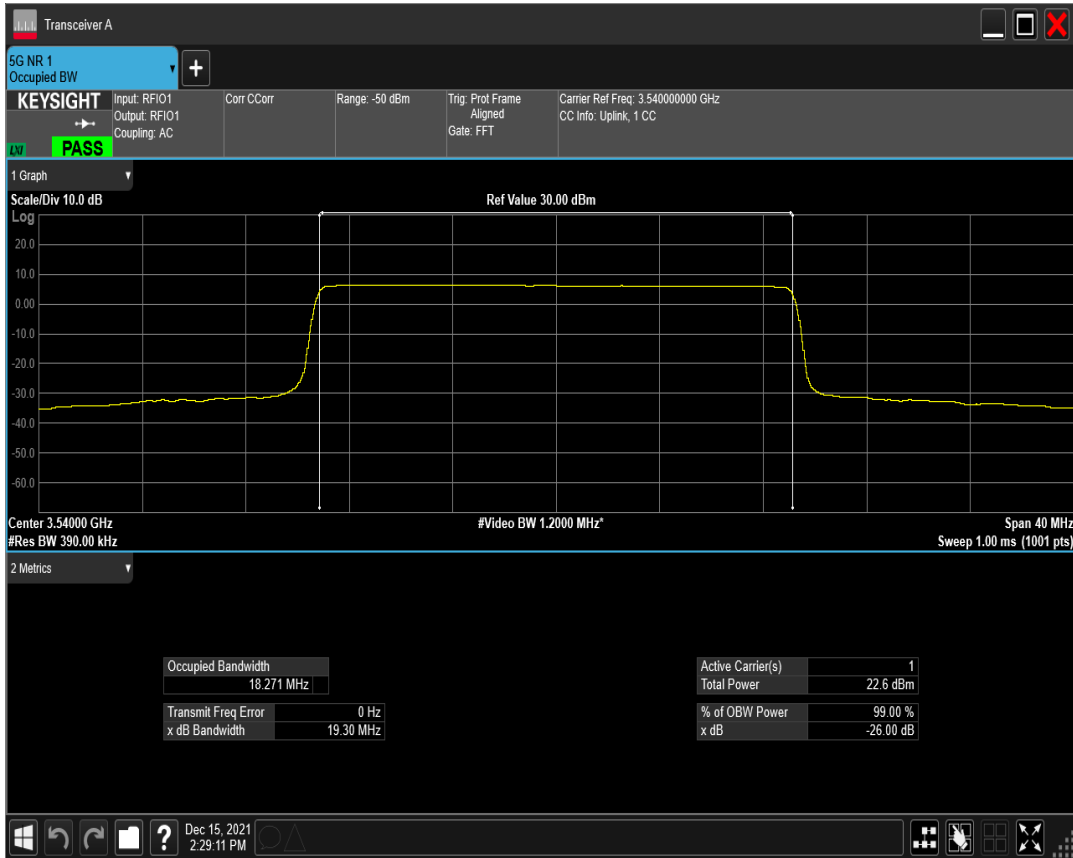 Transceiver A
5G NR 1
Occupied BW
KEYSIGHT
LXI
PASS
Input: RFIO1
Output: RFIO1
Coupling: AC
Corr CCorr
Range: -50 dBm
Trig: Prot Frame
Aligned
Gate: FFT
Carrier Ref Freq: 3.540000000 GHz
CC Info: Uplink, 1 CC
1 Graph
Scale/Div 10.0 dB
Ref Value 30.00 dBm
Log
20.0
10.0
0.00
-10.0
-20.0
-30.0
-40.0
-50.0
-60.0
Center 3.54000 GHz
#Video BW 1.2000 MHz*
Span 40 MHz
#Res BW 390.00 kHz
Sweep 1.00 ms (1001 pts)
2 Metrics
Occupied Bandwidth
18.271 MHz
Transmit Freq Error 0 Hz
x dB Bandwidth 19.30 MHz
Active Carrier(s) 1
Total Power 22.6 dBm
% of OBW Power 99.00 %
x dB -26.00 dB
?
Dec 15, 2021
2:29:11 PM